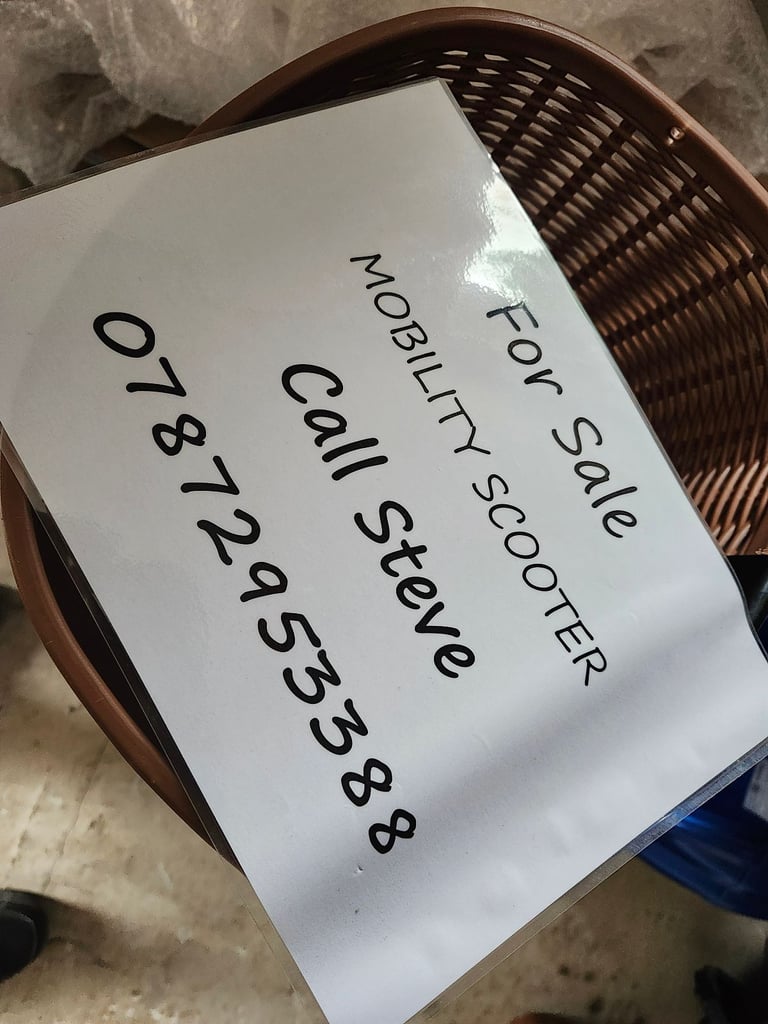 For Sale
MOBILITY SCOOTER
Call Steve
07872953388